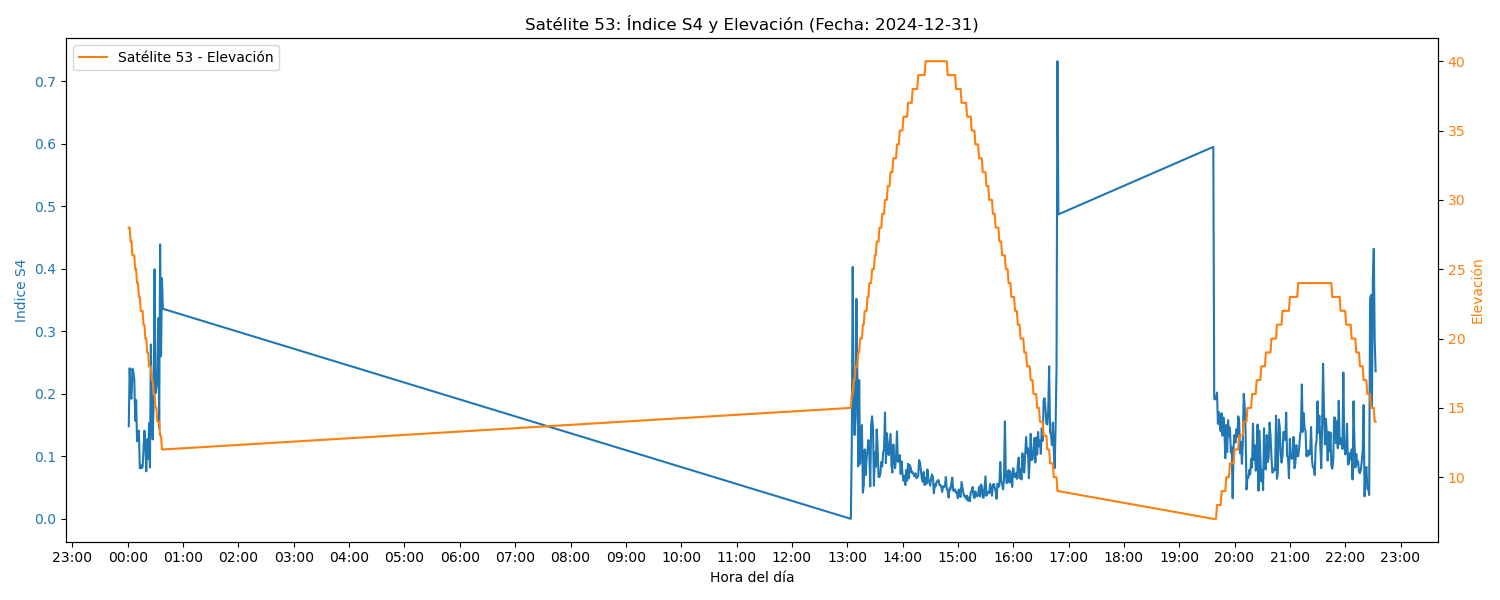 Satélite 53: Índice S4 y Elevación (Fecha: 2024-12-31)
Satélite 53 - Elevación
0.7
0.6
0.5
0.4
0.3
0.2
0.1
0.0
Indice S4
40
35
30
25
20
15
10
Elevación
23:00 00:00 01:00 02:00 03:00 04:00 05:00 06:00 07:00 08:00 09:00 10:00 11:00 12:00 13:00 14:00 15:00 16:00 17:00 18:00 19:00 20:00 21:00 22:00 23:00
Hora del día